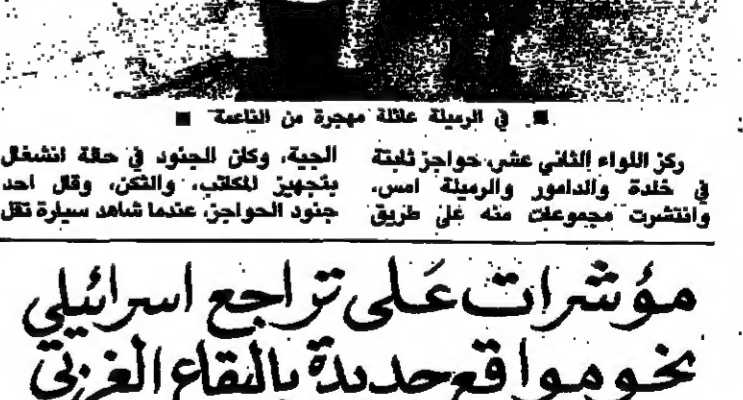 ■ في الرميلة عائلة مهجرة من الناعمة ■
ركز اللواء الثاني عشر حواجز ثابتة
في خلدة والدامور والرميلة امس.
وانتشرت مجموعات منه على طريق
الجية، وكان الجنود في حالة انشغال
بتجهيز المكاتب، والثكن، وقال احد
جنود الحواجز، عندما شاهد سيارة تقل
مؤشرات على تراجع اسرائيلي
نحو مواقع جديدة بالبقاع الغربي